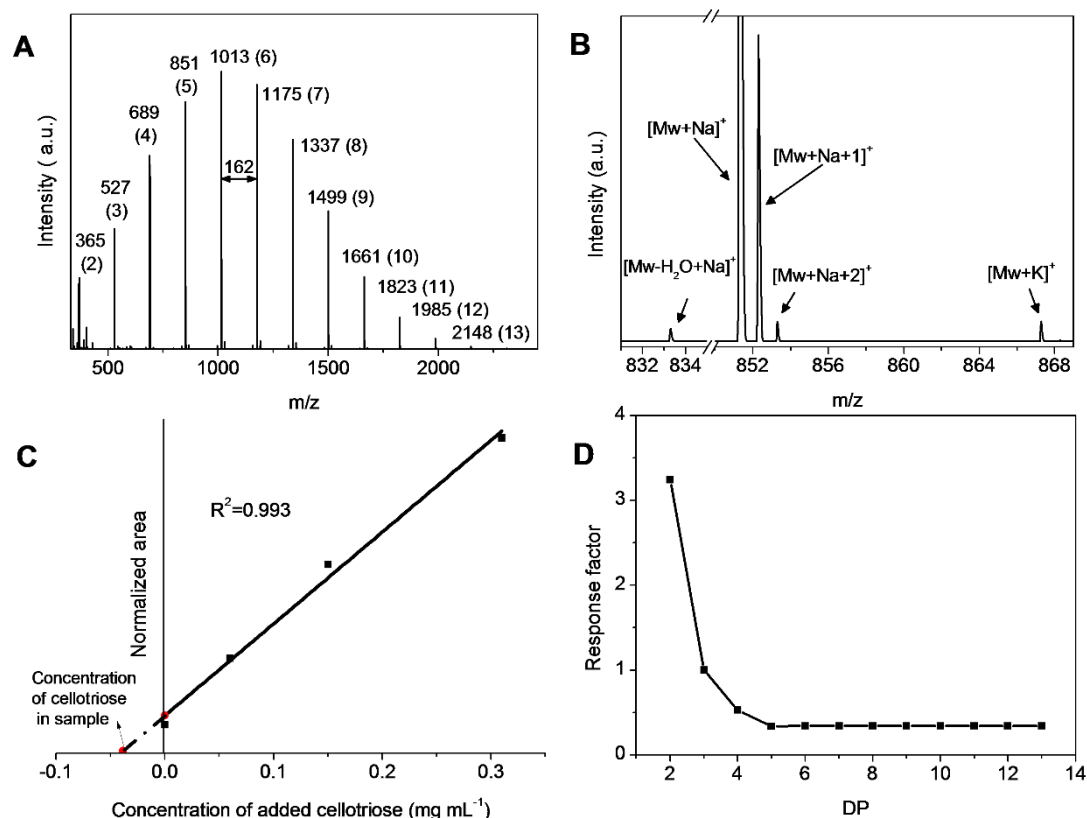 A
Intensity ( a.u.)
365
(2)
527
(3)
689
(4)
851
(5)
1013 (6)
1175 (7)
162
1337 (8)
1499 (9)
1661 (10)
1823 (11)
1985 (12)
2148 (13)
500 1000 1500 2000
m/z
B
Intensity (a.u.)
[Mw+Na]⁺
[Mw+Na+1]⁺
[Mw-H₂O+Na]⁺
[Mw+Na+2]⁺
[Mw+K]⁺
832 834 852 856 860 864 868
m/z
C
Normalized area
R²=0.993
Concentration
of cellotriose
in sample
-0.1 0.0 0.1 0.2 0.3
Concentration of added cellotriose (mg mL⁻¹)
D
Response factor
4
3
2
1
0
2 4 6 8 10 12 14
DP